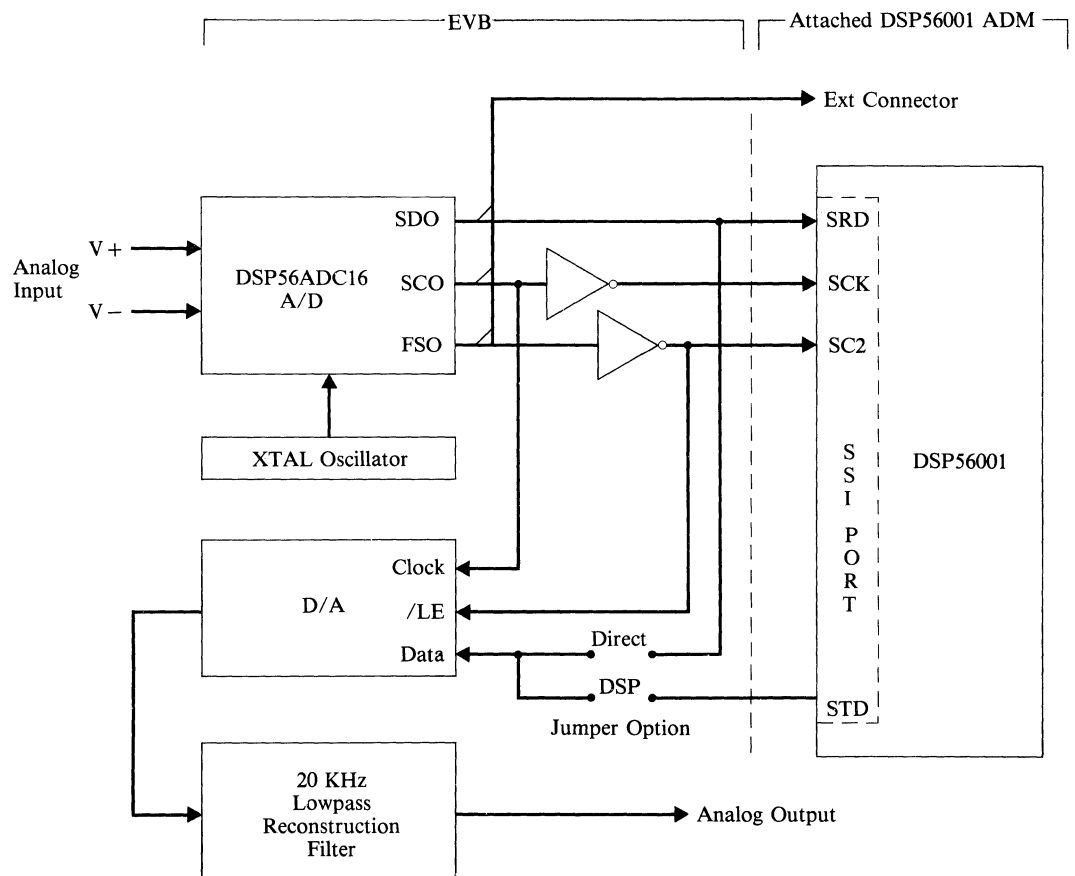 EVB
Attached DSP56001 ADM
Ext Connector
SDO
SRD
V+
Analog
Input
DSP56ADC16
A/D
SCO
SCK
V−
FSO
SC2
XTAL Oscillator
S
S
I
P
O
R
T
DSP56001
Clock
D/A
/LE
Direct
Data
DSP
STD
Jumper Option
20 KHz
Lowpass
Reconstruction
Filter
Analog Output